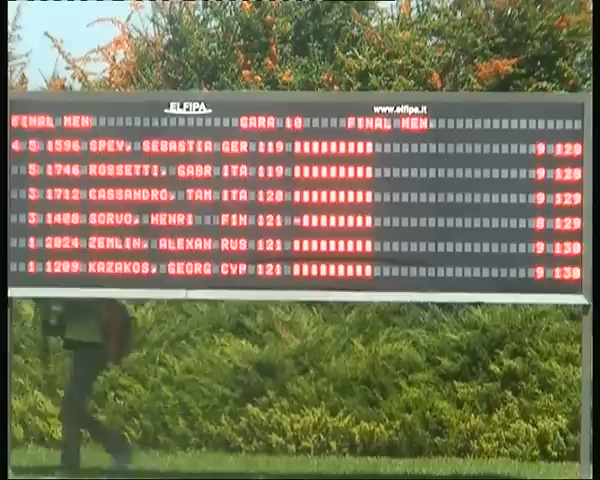 ELFIPA www.elfipa.it
FINAL MEN GARA 10 FINAL MEN
4 5 1596 SPEV, SEBASTIA GER 119 9 129
5 1746 ROSSETTI, GABR ITA 119 9 128
3 1712 CASSANDRO, TAM ITA 120 9 129
3 1408 SORVO, HENRI FIN 121 - 8 129
1 2024 ZEMLIN, ALEXAN RUS 121 9 130
1 1209 KAZAKOS, GEORG CYP 121 9 130